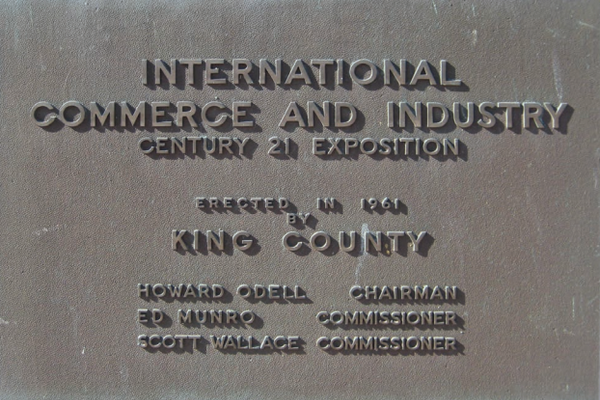 INTERNATIONAL
COMMERCE AND INDUSTRY
CENTURY 21 EXPOSITION
ERECTED IN 1961
BY
KING COUNTY
HOWARD ODELL CHAIRMAN
ED MUNRO COMMISSIONER
SCOTT WALLACE COMMISSIONER